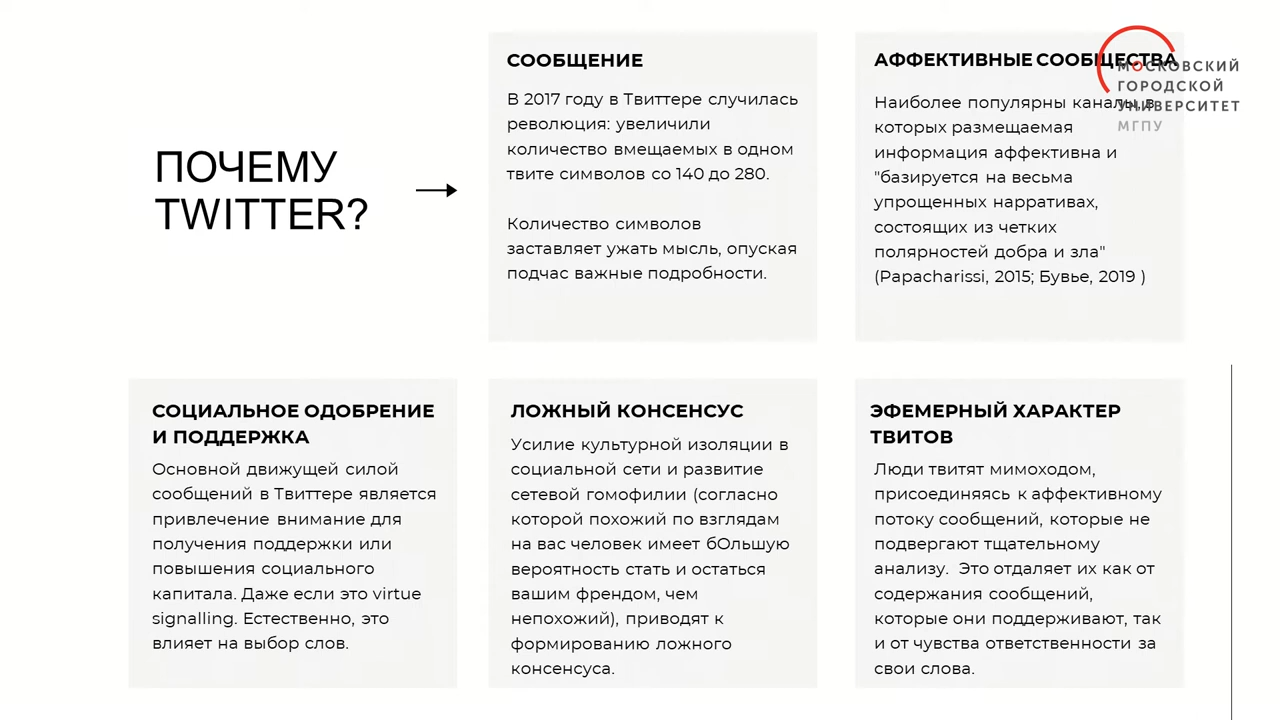 ПОЧЕМУ
TWITTER?
СООБЩЕНИЕ
В 2017 году в Твиттере случилась
революция: увеличили
количество вмещаемых в одном
твите символов со 140 до 280.
Количество символов
заставляет ужать мысль, опуская
подчас важные подробности.
АФФЕКТИВНЫЕ СООБЩЕСТВА
Наиболее популярны каналы, в
которых размещаемая
информация аффективна и
"базируется на весьма
упрощенных нарративах,
состоящих из четких
полярностей добра и зла"
(Papacharissi, 2015; Бувье, 2019 )
МОСКОВСКИЙ
ГОРОДСКОЙ
УНИВЕРСИТЕТ
МГПУ
СОЦИАЛЬНОЕ ОДОБРЕНИЕ
И ПОДДЕРЖКА
Основной движущей силой
сообщений в Твиттере является
привлечение внимание для
получения поддержки или
повышения социального
капитала. Даже если это virtue
signalling. Естественно, это
влияет на выбор слов.
ЛОЖНЫЙ КОНСЕНСУС
Усилие культурной изоляции в
социальной сети и развитие
сетевой гомофилии (согласно
которой похожий по взглядам
на вас человек имеет бОльшую
вероятность стать и остаться
вашим френдом, чем
непохожий), приводят к
формированию ложного
консенсуса.
ЭФЕМЕРНЫЙ ХАРАКТЕР
ТВИТОВ
Люди твитят мимоходом,
присоединяясь к аффективному
потоку сообщений, которые не
подвергают тщательному
анализу. Это отдаляет их как от
содержания сообщений,
которые они поддерживают, так
и от чувства ответственности за
свои слова.